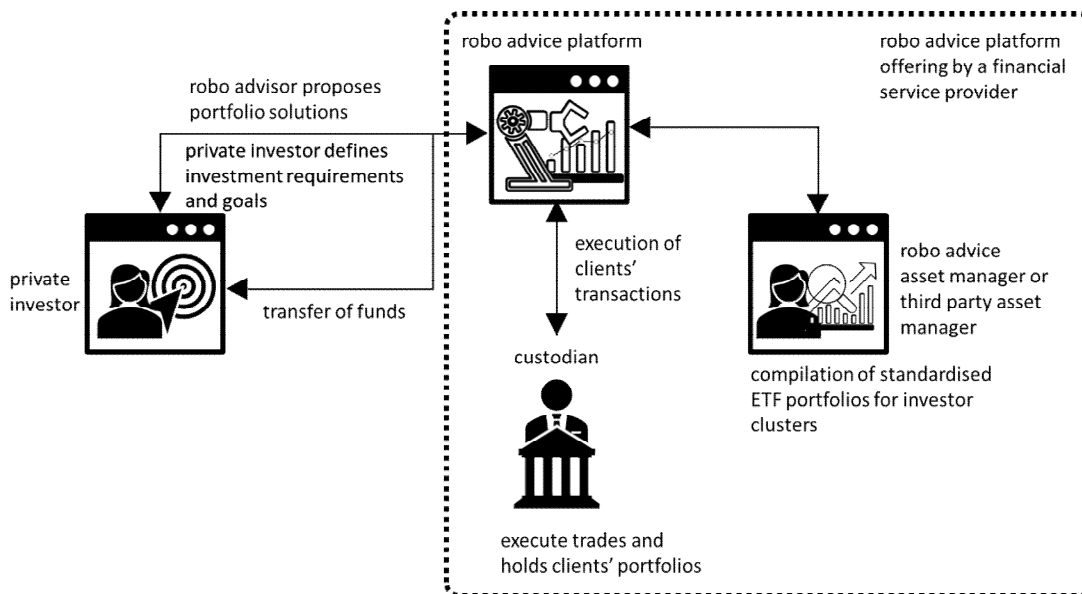 robo advice platform
robo advice platform
offering by a financial
service provider
robo advisor proposes
portfolio solutions
private investor defines
investment requirements
and goals
private
investor
transfer of funds
execution of
clients'
transactions
robo advice
asset manager or
third party asset
manager
custodian
compilation of standardised
ETF portfolios for investor
clusters
execute trades and
holds clients' portfolios